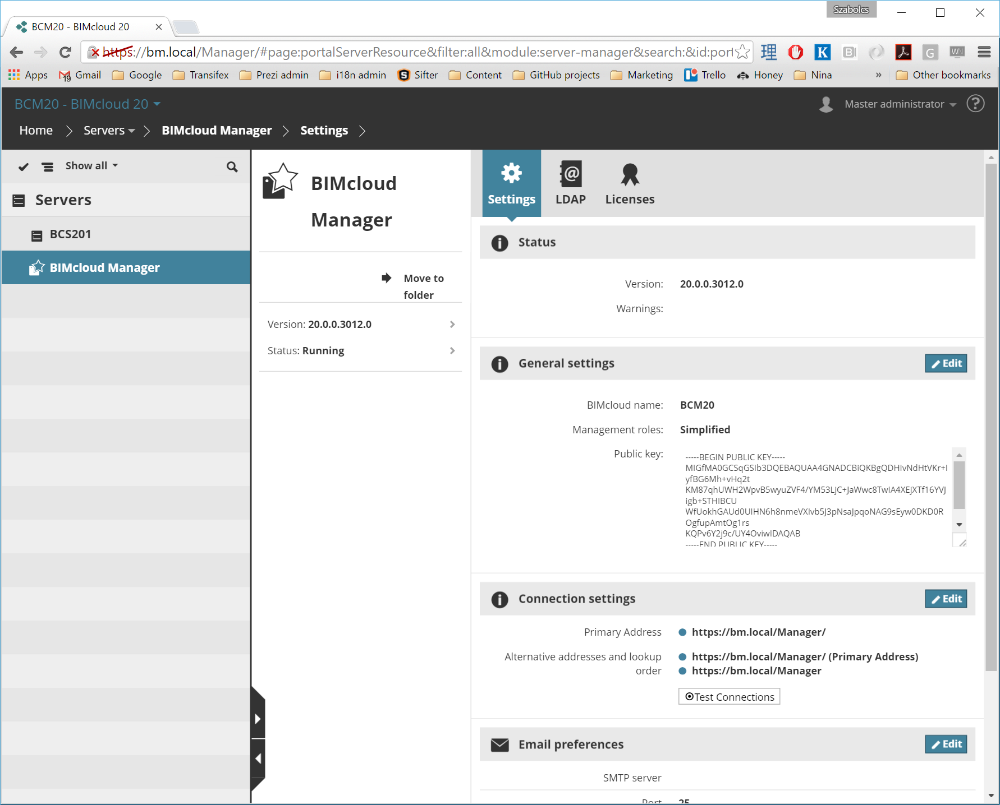 Szabolcs
BCM20 - BIMcloud 20
https://bm.local/Manager/#page:portalServerResource&filter:all&module:server-manager&search:&id:port
Apps
19
Gmail
Google
Transifex
Prezi admin
i18n admin
Sifter
Content
GitHub projects
Marketing
Trello
Honey
Nina
»
Other bookmarks
BCM20 - BIMcloud 20
Master administrator
Home
Servers
BIMcloud Manager
Settings
Show all
Servers
BCS201
BIMcloud Manager
BIMcloud
Manager
Move to
folder
Version: 20.0.0.3012.0
Status: Running
Settings
LDAP
Licenses
Status
Version: 20.0.0.3012.0
Warnings:
General settings
Edit
BIMcloud name: BCM20
Management roles: Simplified
Public key:
-----BEGIN PUBLIC KEY-----
MIGfMA0GCSqGSIb3DQEBAQUAA4GNADCBiQKBgQDHIvNdHtVKr+I
yfBG6Mh+vHq2t
KM87qhUWH2WpvB5wyuZVF4/YM53LjC+JaWwc8TwIA4XEjXTf16YVJ
igb+STHIBCU
WfUokhGAUd0UIHN6h8nmeVXIvb5J3pNsaJpqoNAG9sEyw0DKD0R
OgfupAmtOg1rs
KQPv6Y2j9c/UY4OviwIDAQAB
-----END PUBLIC KEY-----
Connection settings
Edit
Primary Address
https://bm.local/Manager/
Alternative addresses and lookup
order
https://bm.local/Manager/ (Primary Address)
https://bm.local/Manager
Test Connections
Email preferences
Edit
SMTP server
Port 25